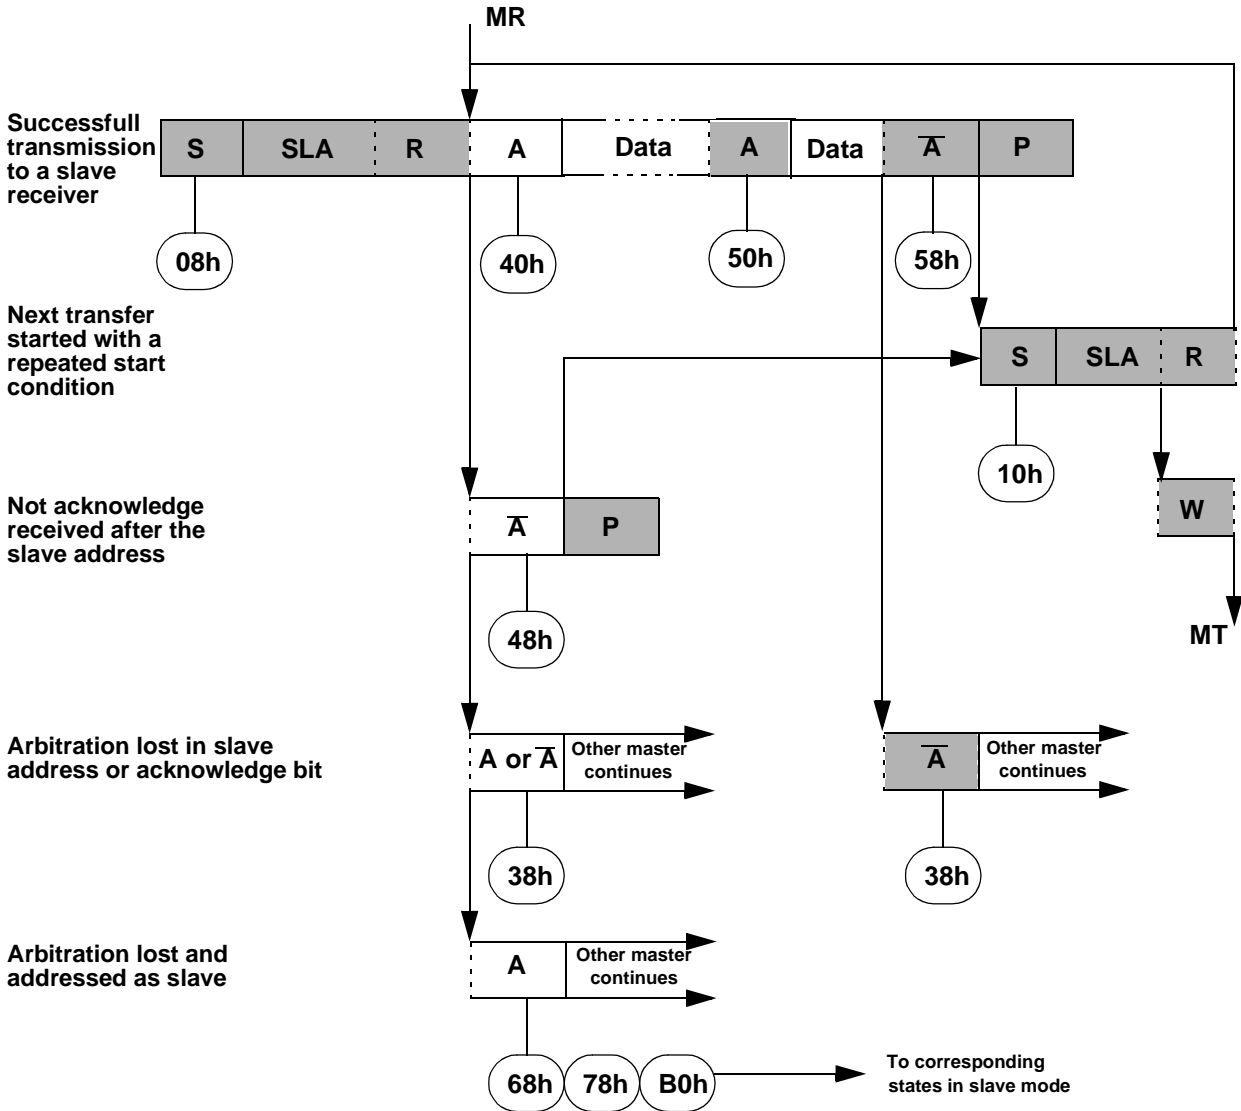 MR
Successfull
transmission
to a slave
receiver
S SLA R A Data A Data A̅ P
08h 40h 50h 58h
Next transfer
started with a
repeated start
condition
S SLA R
10h
Not acknowledge
received after the
slave address
A̅ P
W
48h
MT
Arbitration lost in slave
address or acknowledge bit
A or A̅ Other master
continues
A̅ Other master
continues
38h 38h
Arbitration lost and
addressed as slave
A Other master
continues
68h 78h B0h
To corresponding
states in slave mode